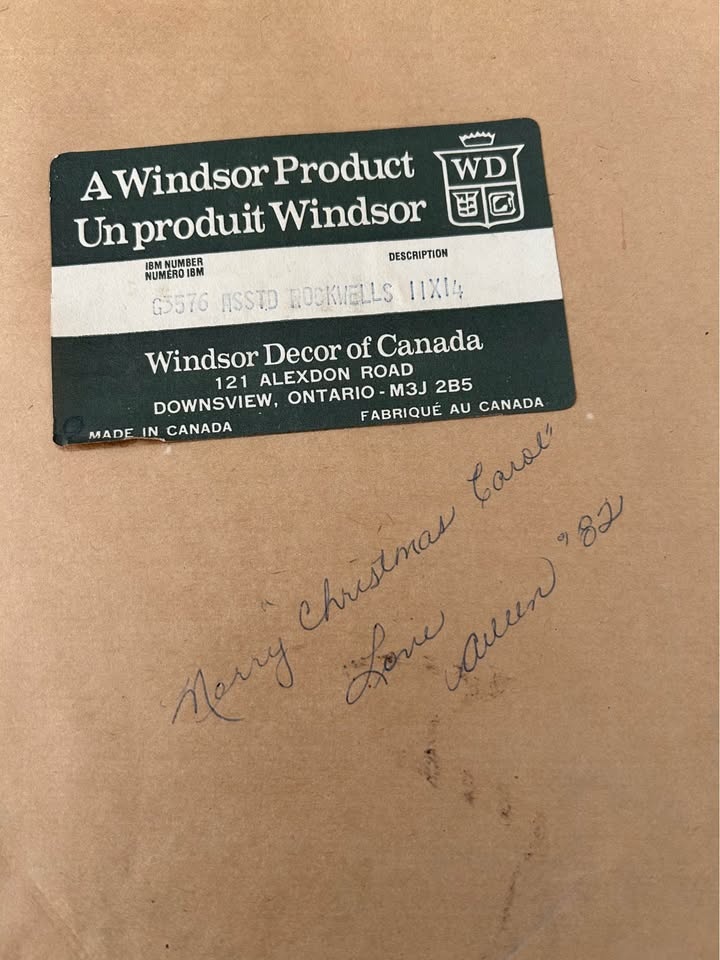 A Windsor Product
Un produit Windsor
WD
IBM NUMBER
NUMÉRO IBM
DESCRIPTION
G3576 ASSTD ROCKWELLS 11X14
Windsor Decor of Canada
121 ALEXDON ROAD
DOWNSVIEW, ONTARIO - M3J 2B5
MADE IN CANADA
FABRIQUÉ AU CANADA
Merry "Christmas Carol"
Love
'82